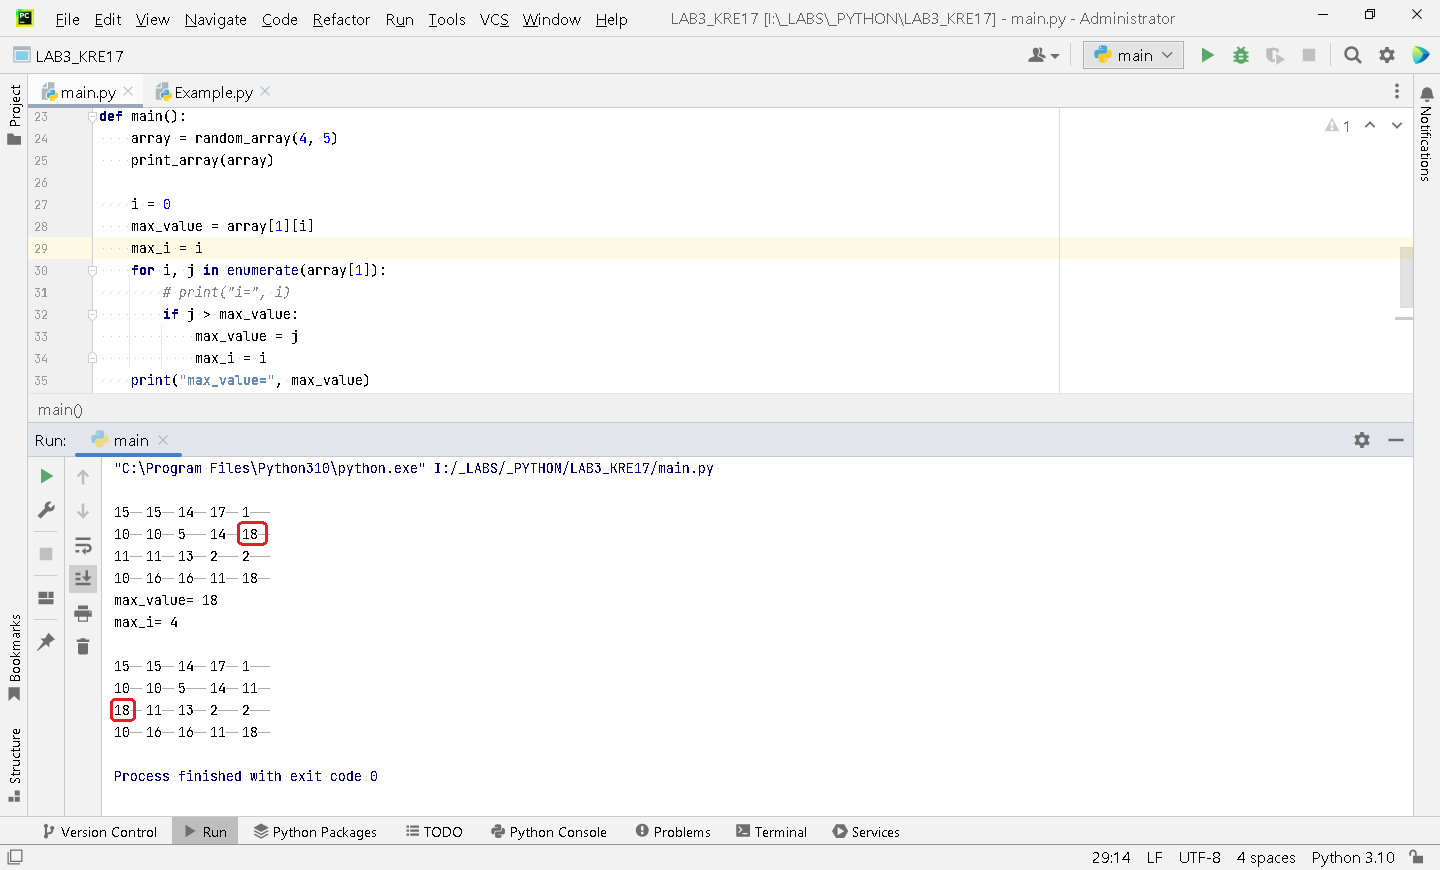 PC File Edit View Navigate Code Refactor Run Tools VCS Window Help LAB3_KRE17 [I:\_LABS\_PYTHON\LAB3_KRE17] - main.py - Administrator
LAB3_KRE17 main
Project
main.py Example.py
Notifications
1
23 def main():
24 array = random_array(4, 5)
25 print_array(array)
26
27 i = 0
28 max_value = array[1][i]
29 max_i = i
30 for i, j in enumerate(array[1]):
31 # print("i=", i)
32 if j > max_value:
33 max_value = j
34 max_i = i
35 print("max_value=", max_value)
main()
Run: main
"C:\Program Files\Python310\python.exe" I:/_LABS/_PYTHON/LAB3_KRE17/main.py
15 15 14 17 1
10 10 5 14 18
11 11 13 2 2
10 16 16 11 18
max_value= 18
max_i= 4
15 15 14 17 1
10 10 5 14 11
18 11 13 2 2
10 16 16 11 18
Process finished with exit code 0
Bookmarks
Structure
Version Control Run Python Packages TODO Python Console Problems Terminal Services
29:14 LF UTF-8 4 spaces Python 3.10